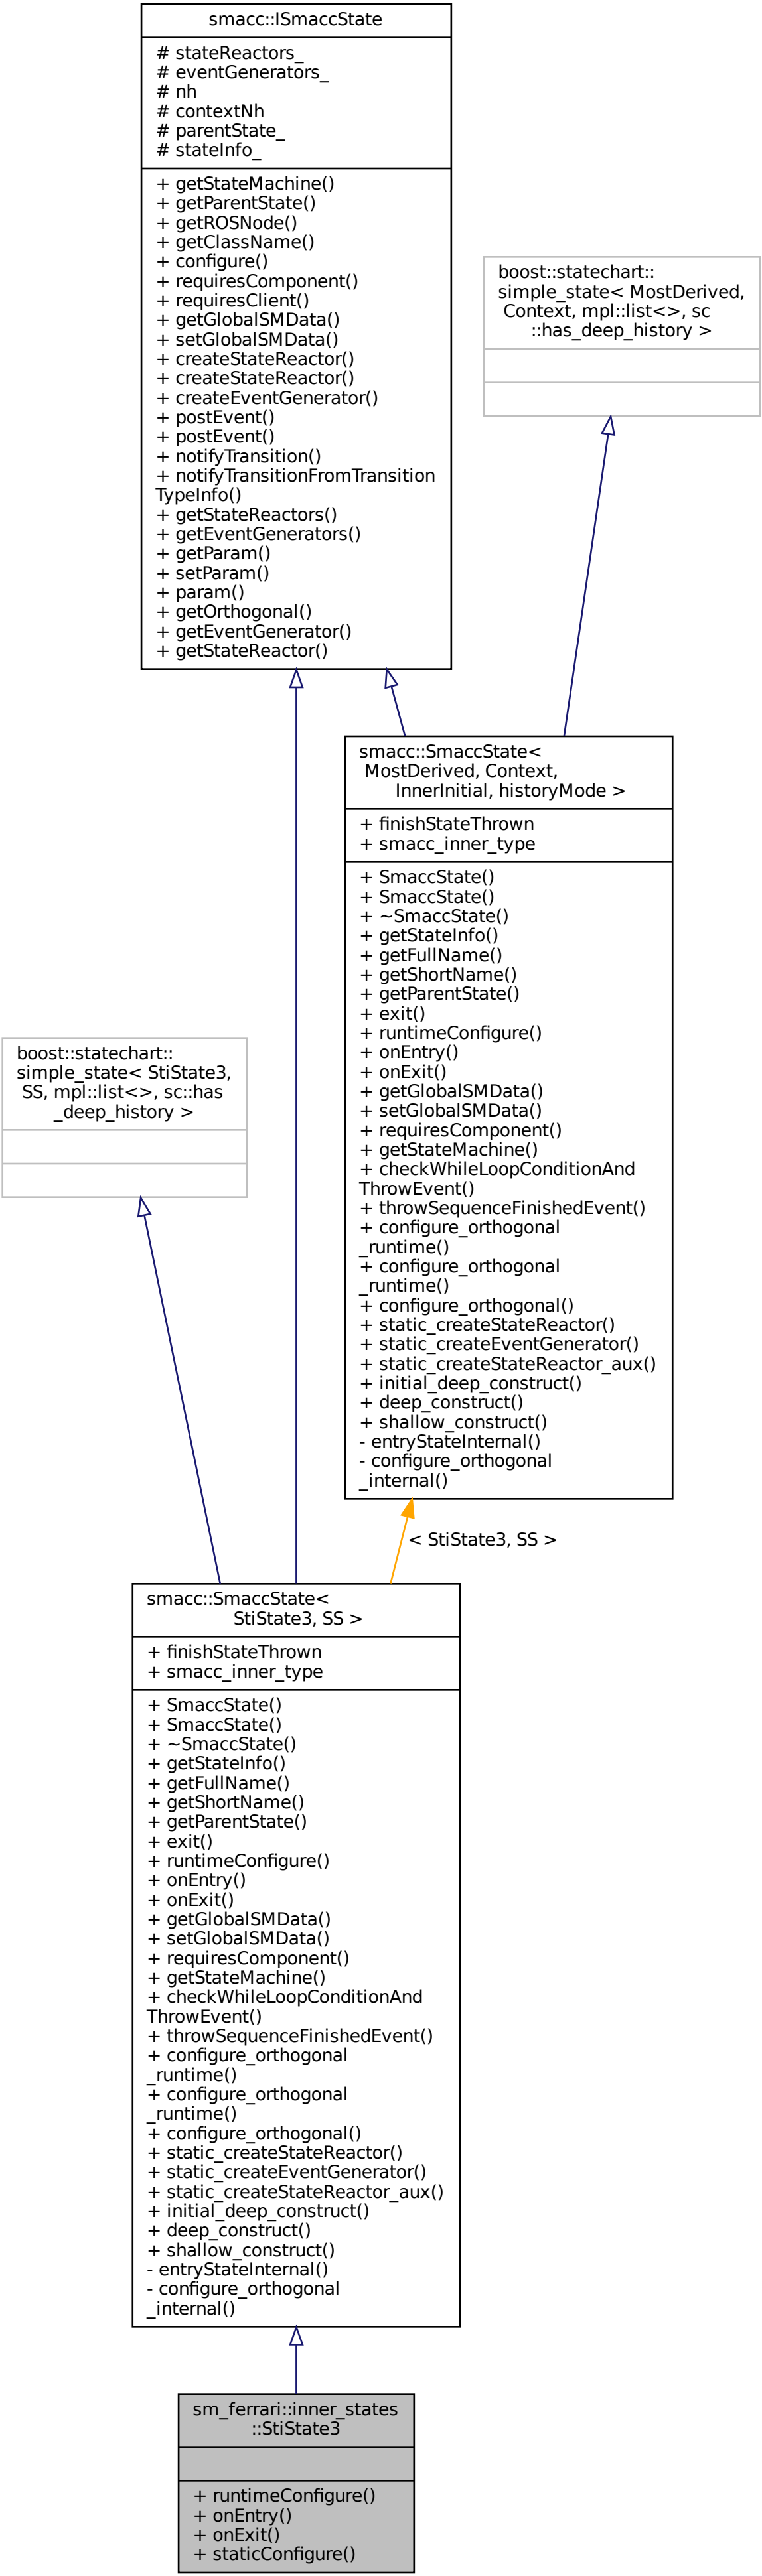 smacc::ISmaccState
# stateReactors_
# eventGenerators_
# nh
# contextNh
# parentState_
# stateInfo_
+ getStateMachine()
+ getParentState()
+ getROSNode()
+ getClassName()
+ configure()
+ requiresComponent()
+ requiresClient()
+ getGlobalSMData()
+ setGlobalSMData()
+ createStateReactor()
+ createStateReactor()
+ createEventGenerator()
+ postEvent()
+ postEvent()
+ notifyTransition()
+ notifyTransitionFromTransition
TypeInfo()
+ getStateReactors()
+ getEventGenerators()
+ getParam()
+ setParam()
+ param()
+ getOrthogonal()
+ getEventGenerator()
+ getStateReactor()
boost::statechart::
simple_state< MostDerived,
Context, mpl::list<>, sc
::has_deep_history >
smacc::SmaccState<
MostDerived, Context,
InnerInitial, historyMode >
+ finishStateThrown
+ smacc_inner_type
+ SmaccState()
+ SmaccState()
+ ~SmaccState()
+ getStateInfo()
+ getFullName()
+ getShortName()
+ getParentState()
+ exit()
+ runtimeConfigure()
+ onEntry()
+ onExit()
+ getGlobalSMData()
+ setGlobalSMData()
+ requiresComponent()
+ getStateMachine()
+ checkWhileLoopConditionAnd
ThrowEvent()
+ throwSequenceFinishedEvent()
+ configure_orthogonal
_runtime()
+ configure_orthogonal
_runtime()
+ configure_orthogonal()
+ static_createStateReactor()
+ static_createEventGenerator()
+ static_createStateReactor_aux()
+ initial_deep_construct()
+ deep_construct()
+ shallow_construct()
- entryStateInternal()
- configure_orthogonal
_internal()
boost::statechart::
simple_state< StiState3,
SS, mpl::list<>, sc::has
_deep_history >
< StiState3, SS >
smacc::SmaccState<
StiState3, SS >
+ finishStateThrown
+ smacc_inner_type
+ SmaccState()
+ SmaccState()
+ ~SmaccState()
+ getStateInfo()
+ getFullName()
+ getShortName()
+ getParentState()
+ exit()
+ runtimeConfigure()
+ onEntry()
+ onExit()
+ getGlobalSMData()
+ setGlobalSMData()
+ requiresComponent()
+ getStateMachine()
+ checkWhileLoopConditionAnd
ThrowEvent()
+ throwSequenceFinishedEvent()
+ configure_orthogonal
_runtime()
+ configure_orthogonal
_runtime()
+ configure_orthogonal()
+ static_createStateReactor()
+ static_createEventGenerator()
+ static_createStateReactor_aux()
+ initial_deep_construct()
+ deep_construct()
+ shallow_construct()
- entryStateInternal()
- configure_orthogonal
_internal()
sm_ferrari::inner_states
::StiState3
+ runtimeConfigure()
+ onEntry()
+ onExit()
+ staticConfigure()